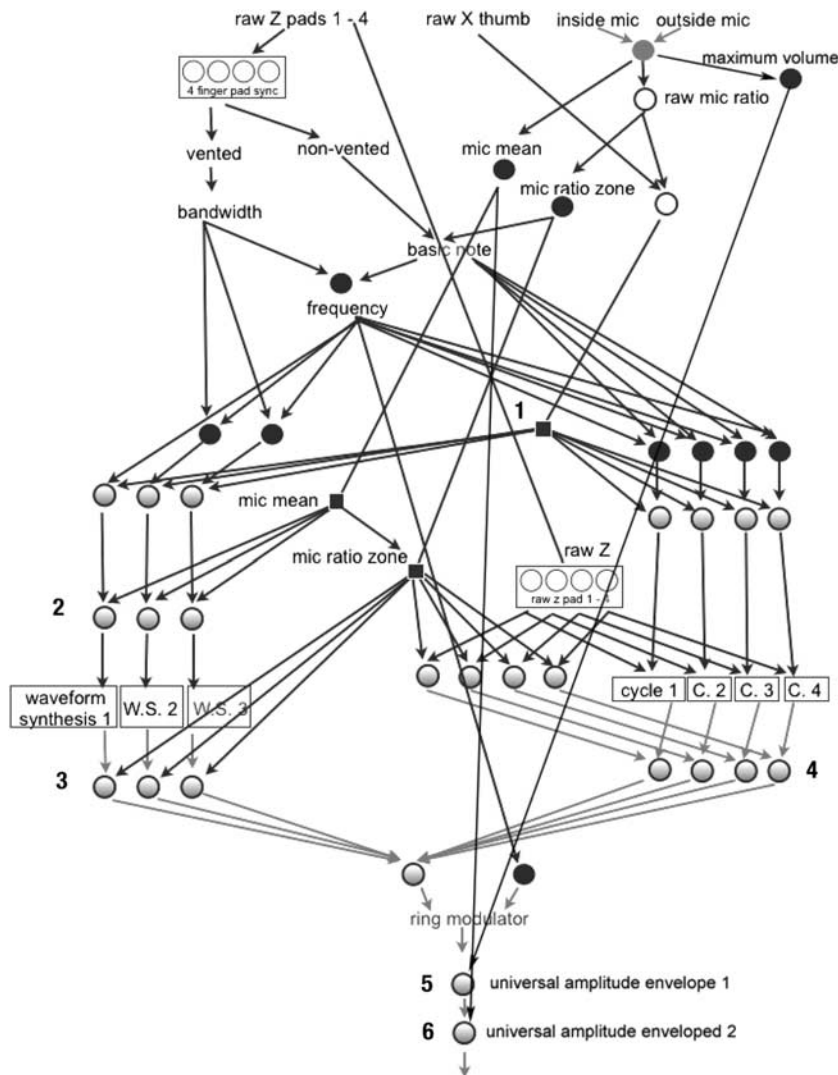 raw Z pads 1 - 4
raw X thumb
inside mic
outside mic
maximum volume
4 finger pad sync
raw mic ratio
vented
non-vented
mic mean
mic ratio zone
bandwidth
basic note
frequency
1
mic mean
mic ratio zone
raw Z
raw z pad 1 - 4
2
waveform
synthesis 1
W.S. 2
W.S. 3
cycle 1
C. 2
C. 3
C. 4
3
4
ring modulator
5
universal amplitude envelope 1
6
universal amplitude enveloped 2